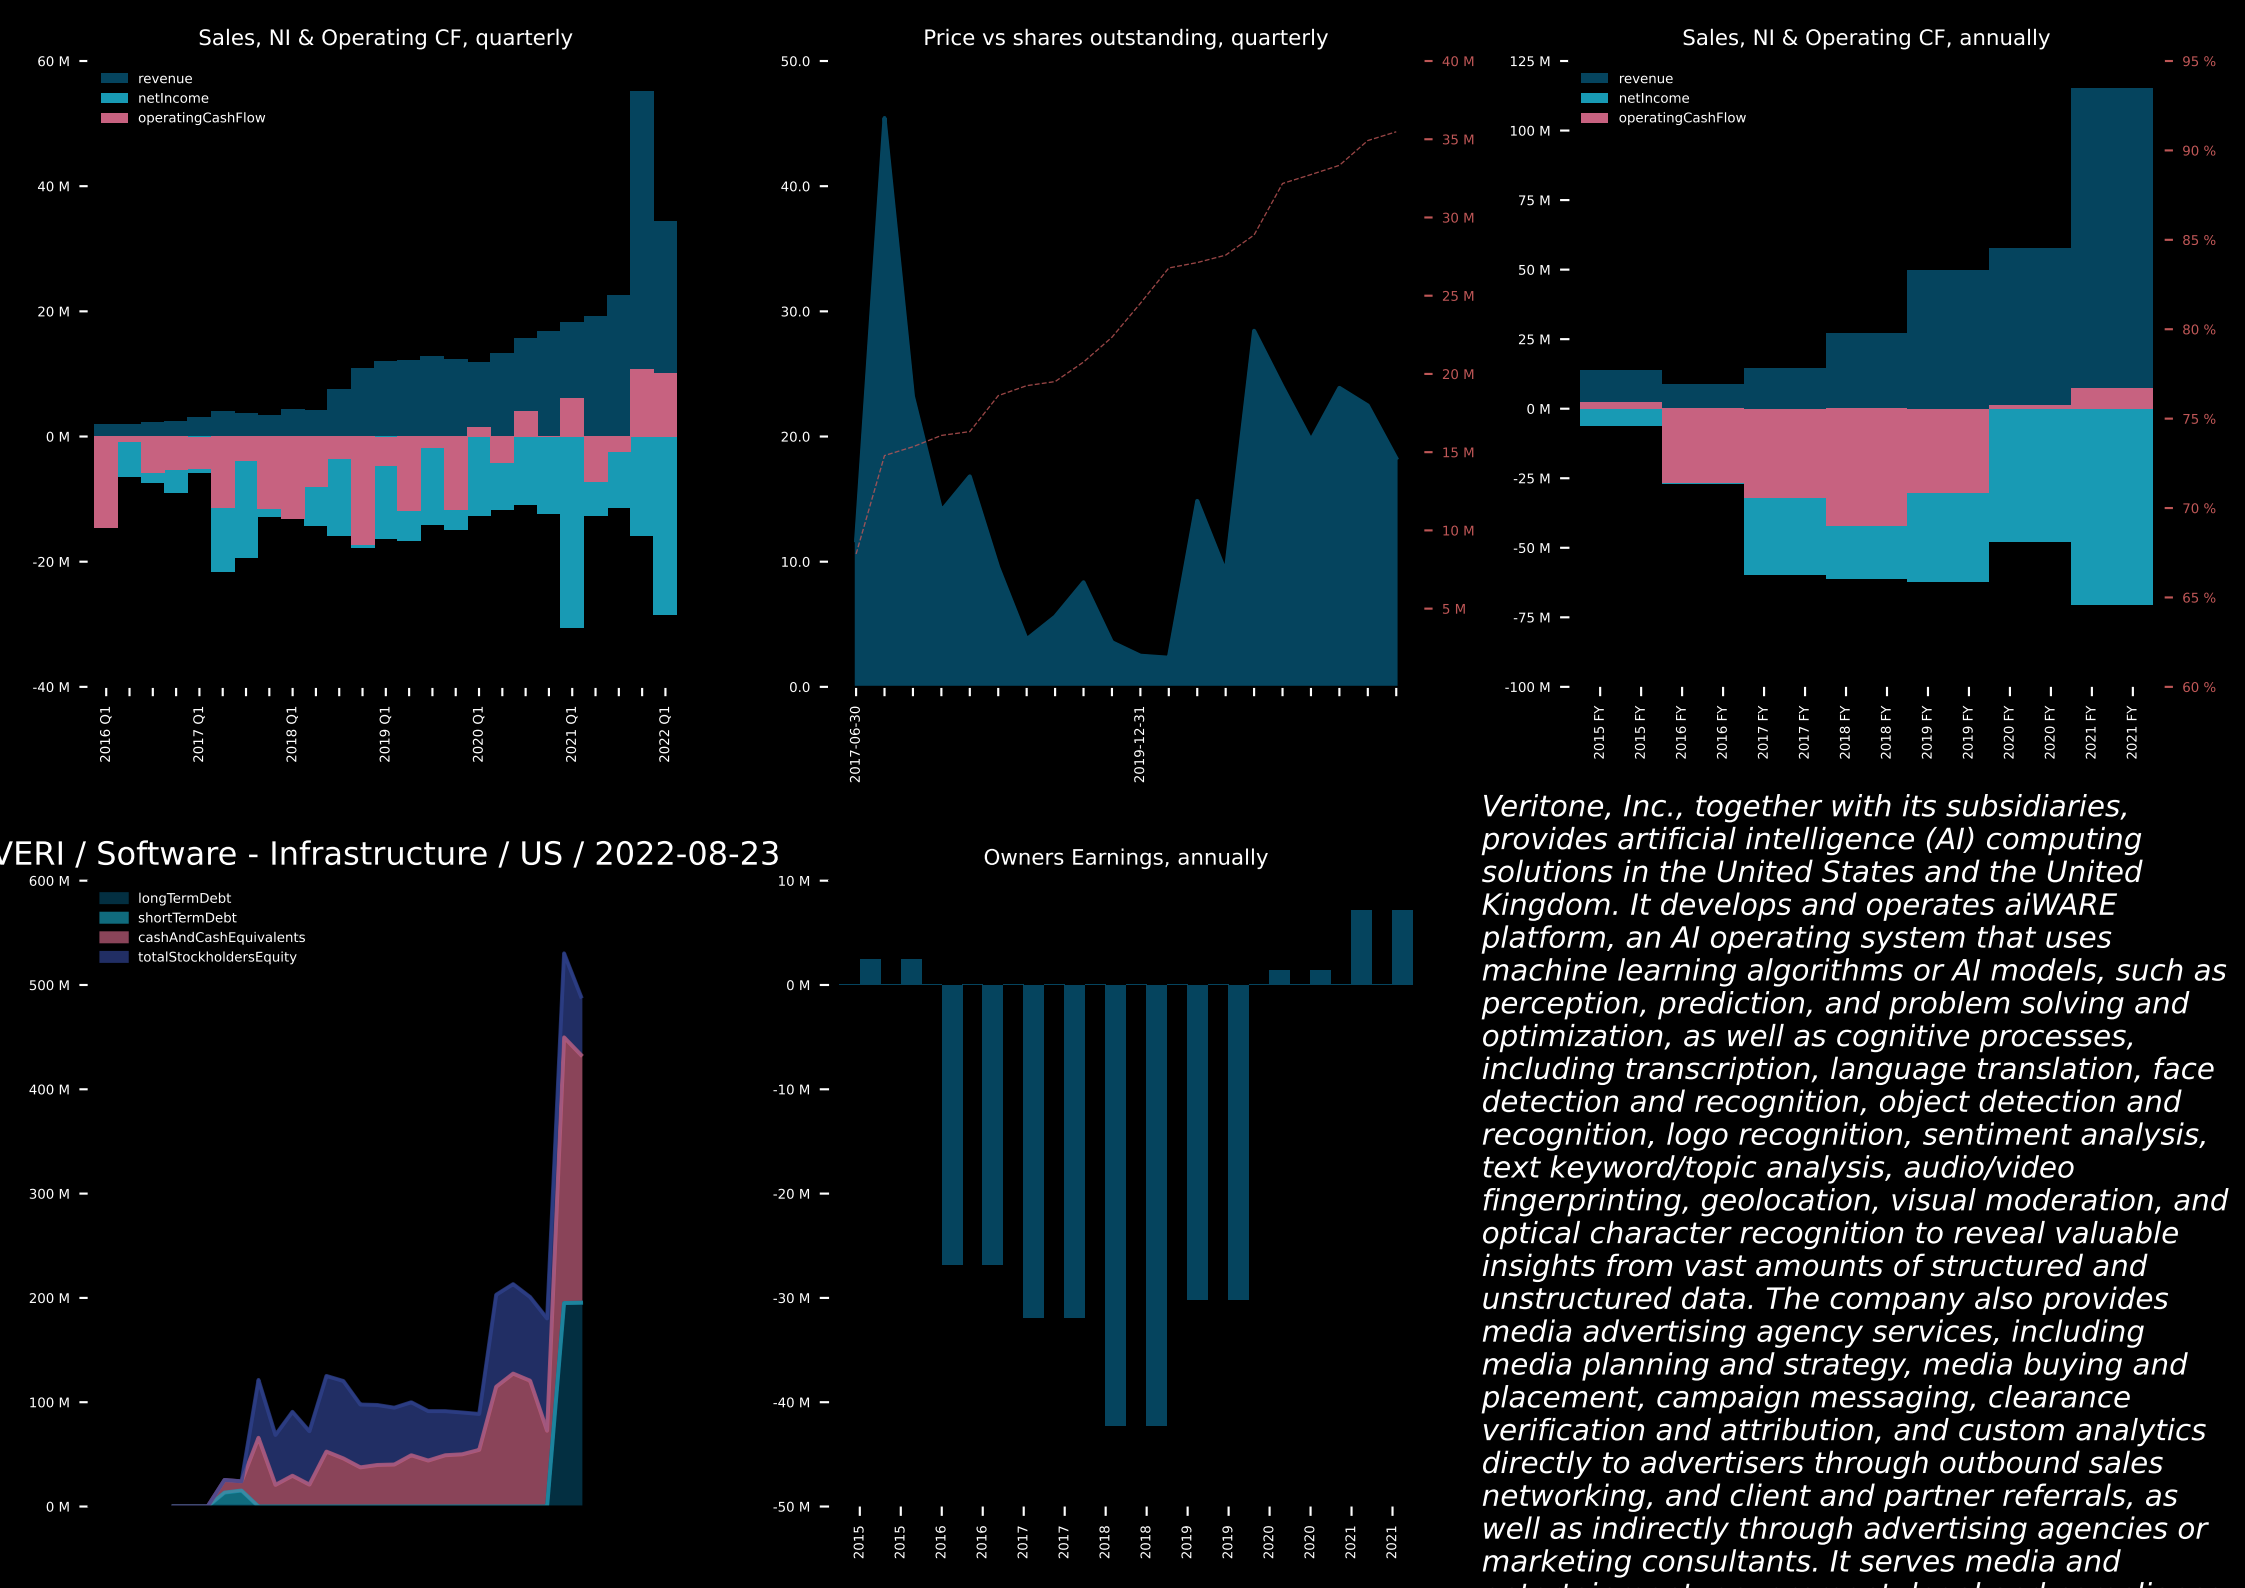 Sales, NI & Operating CF, quarterly
60 M
40 M
20 M
0 M
-20 M
-40 M
revenue
netIncome
operatingCashFlow
2016 Q1
2017 Q1
2018 Q1
2019 Q1
2020 Q1
2021 Q1
2022 Q1
Price vs shares outstanding, quarterly
50.0
40.0
30.0
20.0
10.0
0.0
40 M
35 M
30 M
25 M
20 M
15 M
10 M
5 M
2017-06-30
2019-12-31
Sales, NI & Operating CF, annually
125 M
100 M
75 M
50 M
25 M
0 M
-25 M
-50 M
-75 M
-100 M
revenue
netIncome
operatingCashFlow
95 %
90 %
85 %
80 %
75 %
70 %
65 %
60 %
2015 FY
2015 FY
2016 FY
2016 FY
2017 FY
2017 FY
2018 FY
2018 FY
2019 FY
2019 FY
2020 FY
2020 FY
2021 FY
2021 FY
VERI / Software - Infrastructure / US / 2022-08-23
600 M
500 M
400 M
300 M
200 M
100 M
0 M
longTermDebt
shortTermDebt
cashAndCashEquivalents
totalStockholdersEquity
Owners Earnings, annually
10 M
0 M
-10 M
-20 M
-30 M
-40 M
-50 M
2015
2015
2016
2016
2017
2017
2018
2018
2019
2019
2020
2020
2021
2021
Veritone, Inc., together with its subsidiaries,
provides artificial intelligence (AI) computing
solutions in the United States and the United
Kingdom. It develops and operates aiWARE
platform, an AI operating system that uses
machine learning algorithms or AI models, such as
perception, prediction, and problem solving and
optimization, as well as cognitive processes,
including transcription, language translation, face
detection and recognition, object detection and
recognition, logo recognition, sentiment analysis,
text keyword/topic analysis, audio/video
fingerprinting, geolocation, visual moderation, and
optical character recognition to reveal valuable
insights from vast amounts of structured and
unstructured data. The company also provides
media advertising agency services, including
media planning and strategy, media buying and
placement, campaign messaging, clearance
verification and attribution, and custom analytics
directly to advertisers through outbound sales
networking, and client and partner referrals, as
well as indirectly through advertising agencies or
marketing consultants. It serves media and